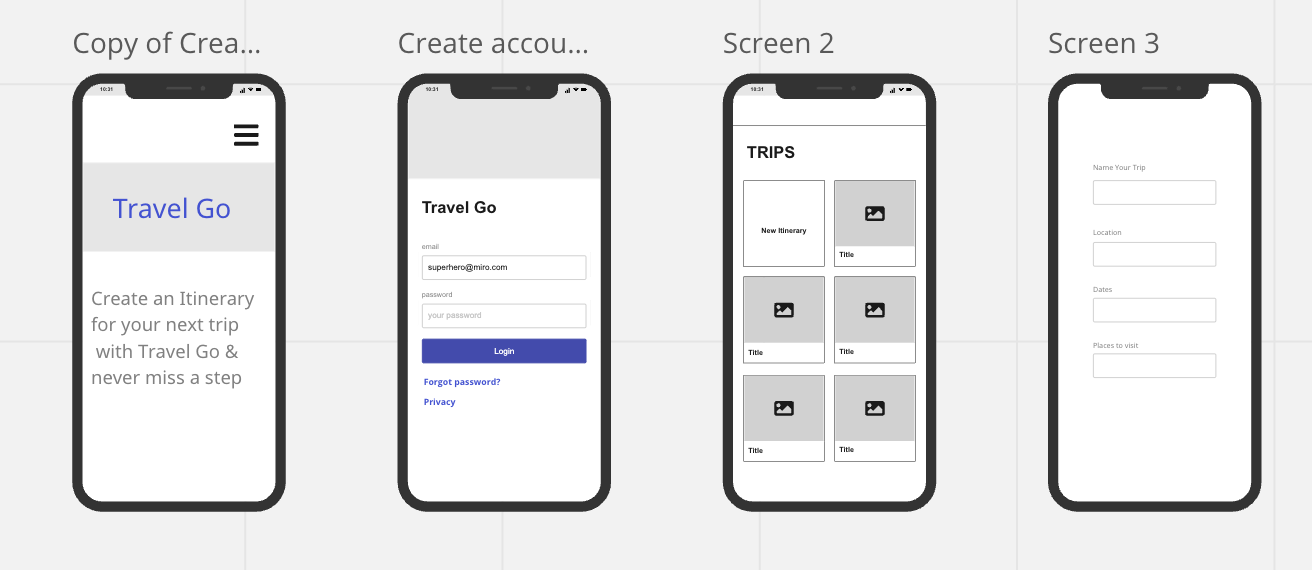 Copy of Crea...
10:31
Travel Go
Create an Itinerary
for your next trip
with Travel Go &
never miss a step
Create accou...
10:31
Travel Go
email
superhero@miro.com
password
your password
Login
Forgot password?
Privacy
Screen 2
10:31
TRIPS
New Itinerary
Title
Title
Title
Title
Title
Screen 3
Name Your Trip
Location
Dates
Places to visit